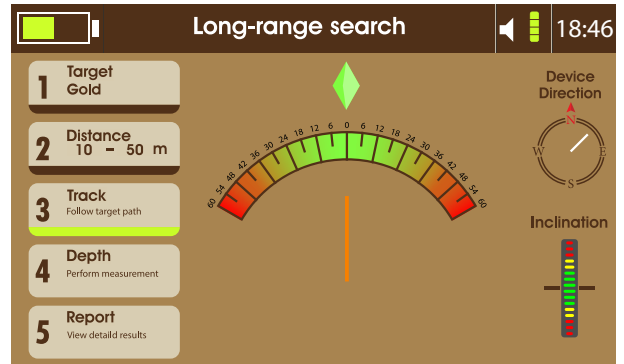 Long-range search
18:46
1 Target
Gold
2 Distance
10 - 50 m
3 Track
Follow target path
4 Depth
Perform measurement
5 Report
View detaild results
60 54 48 42 36 30 24 18 12 6 0 6 12 18 24 30 36 42 48 54 60
Device
Direction
N
W E
S
Inclination